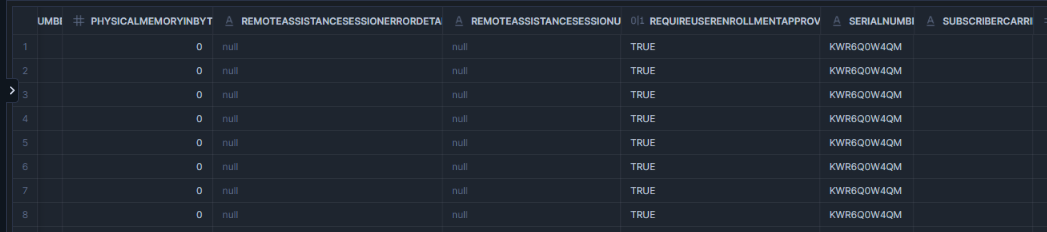 UMBE PHYSICALMEMORYINBYT REMOTEASSISTANCESESSIONERRORDETAI REMOTEASSISTANCESESSIONU 0|1 REQUIREUSERENROLLMENTAPPROV SERIALNUMBI SUBSCRIBERCARRI
1 0 null null TRUE KWR6Q0W4QM
2 0 null null TRUE KWR6Q0W4QM
3 0 null null TRUE KWR6Q0W4QM
4 0 null null TRUE KWR6Q0W4QM
5 0 null null TRUE KWR6Q0W4QM
6 0 null null TRUE KWR6Q0W4QM
7 0 null null TRUE KWR6Q0W4QM
8 0 null null TRUE KWR6Q0W4QM